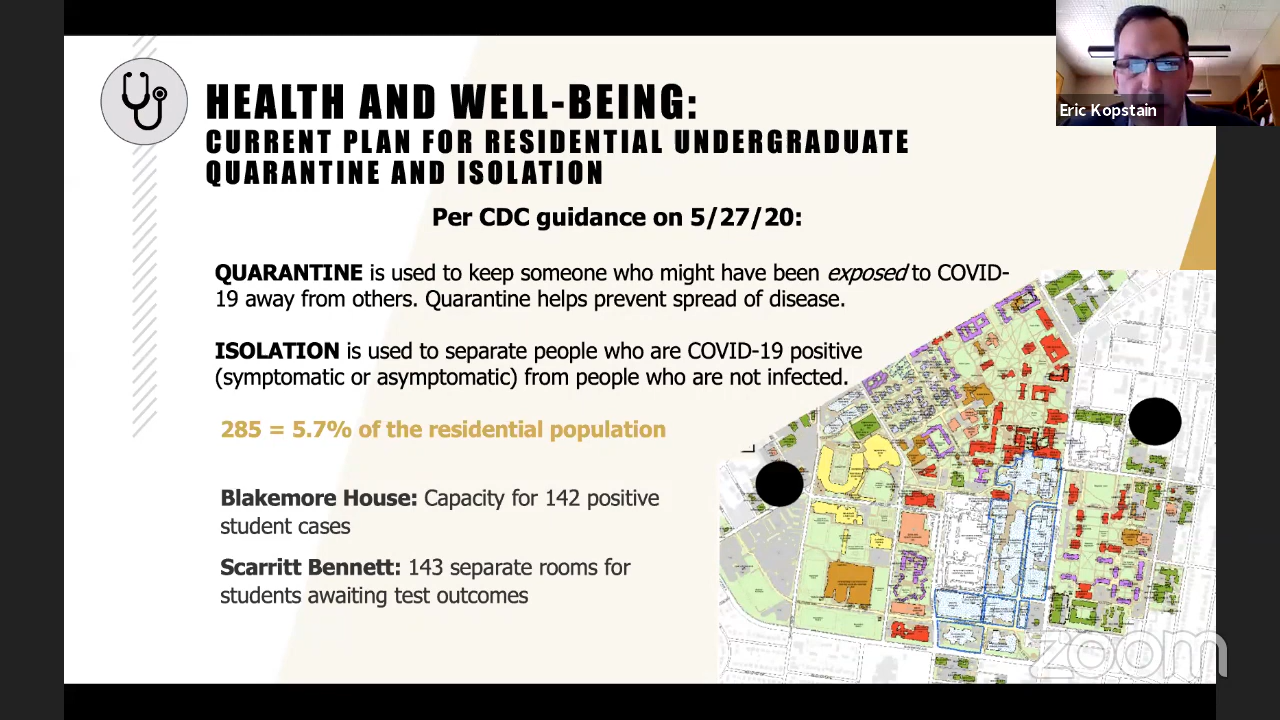 HEALTH AND WELL-BEING:
CURRENT PLAN FOR RESIDENTIAL UNDERGRADUATE
QUARANTINE AND ISOLATION
Eric Kopstain
Per CDC guidance on 5/27/20:
QUARANTINE is used to keep someone who might have been exposed to COVID-
19 away from others. Quarantine helps prevent spread of disease.
ISOLATION is used to separate people who are COVID-19 positive
(symptomatic or asymptomatic) from people who are not infected.
285 = 5.7% of the residential population
Blakemore House: Capacity for 142 positive
student cases
Scarritt Bennett: 143 separate rooms for
students awaiting test outcomes
zoom